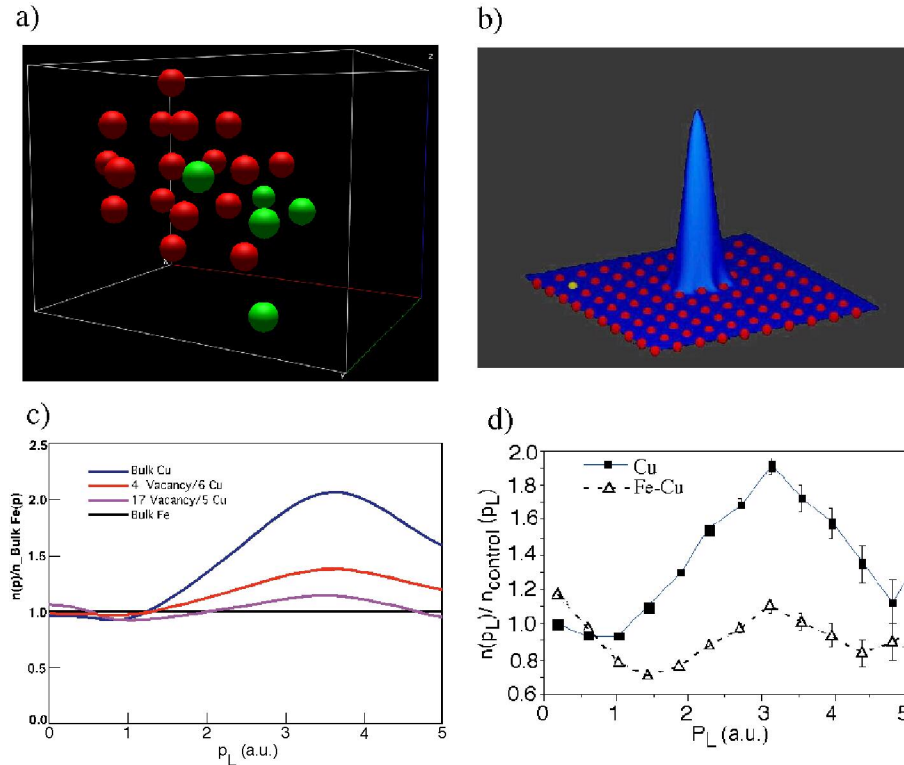 a)
b)
z
x
y
c)
d)
2.5
2.0
1.5
1.0
0.5
0.0
n(p)/n_Bulk Fe(p)
Bulk Cu
4 Vacancy/6 Cu
17 Vacancy/5 Cu
Bulk Fe
0 1 2 3 4 5
p_L (a.u.)
2.0
1.8
1.6
1.4
1.2
1.0
0.8
0.6
n(p_L)/ n_control (p_L)
Cu
Fe-Cu
0 1 2 3 4 5
P_L (a.u.)